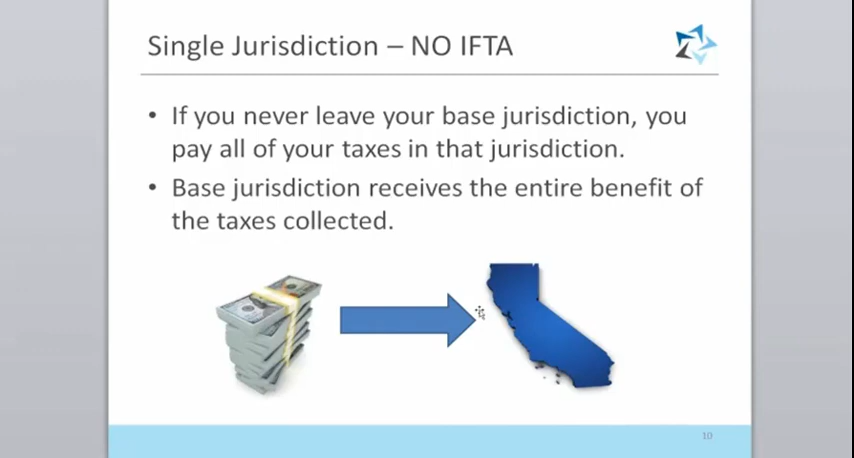 Single Jurisdiction – NO IFTA
• If you never leave your base jurisdiction, you
pay all of your taxes in that jurisdiction.
• Base jurisdiction receives the entire benefit of
the taxes collected.
10